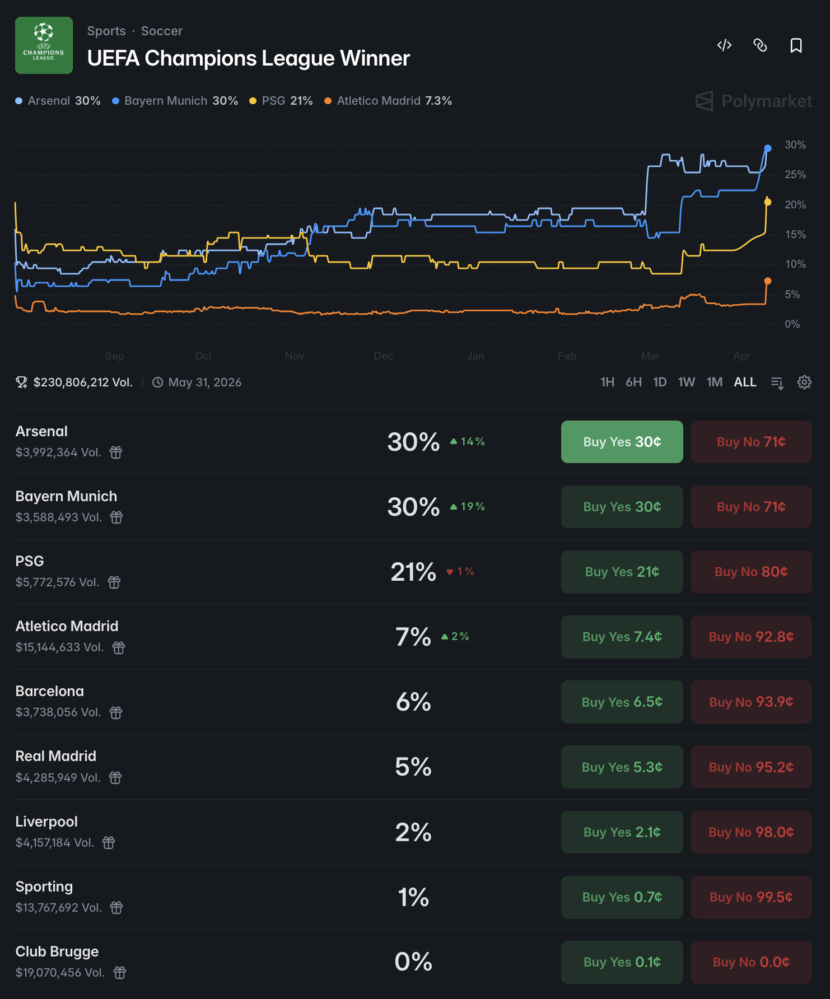 UEFA
CHAMPIONS
LEAGUE
Sports · Soccer
UEFA Champions League Winner
Arsenal 30% Bayern Munich 30% PSG 21% Atletico Madrid 7.3%
Polymarket
30%
25%
20%
15%
10%
5%
0%
Sep Oct Nov Dec Jan Feb Mar Apr
$230,806,212 Vol. | May 31, 2026
1H 6H 1D 1W 1M ALL
Arsenal
$3,992,364 Vol.
30% ▲ 14%
Buy Yes 30¢ Buy No 71¢
Bayern Munich
$3,588,493 Vol.
30% ▲ 19%
Buy Yes 30¢ Buy No 71¢
PSG
$5,772,576 Vol.
21% ▼ 1%
Buy Yes 21¢ Buy No 80¢
Atletico Madrid
$15,144,633 Vol.
7% ▲ 2%
Buy Yes 7.4¢ Buy No 92.8¢
Barcelona
$3,738,056 Vol.
6%
Buy Yes 6.5¢ Buy No 93.9¢
Real Madrid
$4,285,949 Vol.
5%
Buy Yes 5.3¢ Buy No 95.2¢
Liverpool
$4,157,184 Vol.
2%
Buy Yes 2.1¢ Buy No 98.0¢
Sporting
$13,767,692 Vol.
1%
Buy Yes 0.7¢ Buy No 99.5¢
Club Brugge
$19,070,456 Vol.
0%
Buy Yes 0.1¢ Buy No 0.0¢